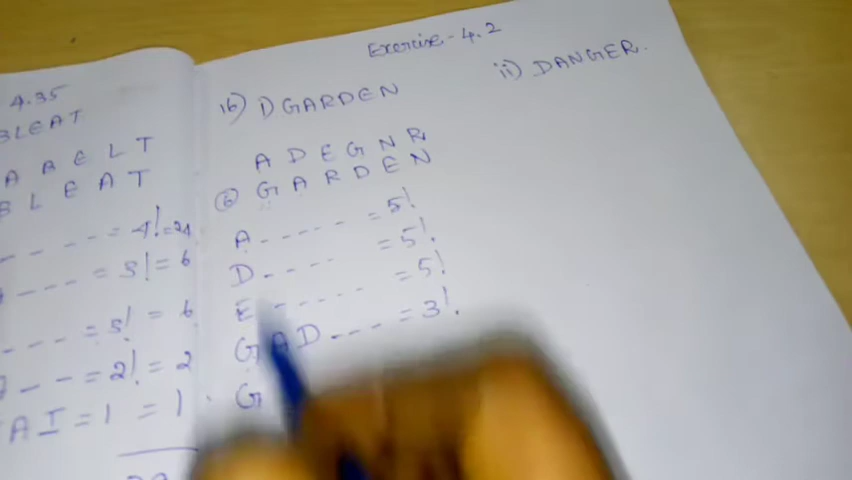 4.35
BLEAT
A B E L T
B L E A T
- - - - = 4! = 24
- - - = 3! = 6
- - - - = 3! = 6
- - - = 2! = 2
= 1 = 1
Exercise - 4.2
16) D GARDEN
ii) DANGER.
A D E G N R
⑥ G A R D E N
A - - - - - = 5!
D - - - - = 5!
E - - - - - = 5!
G A D - - - = 3!
G